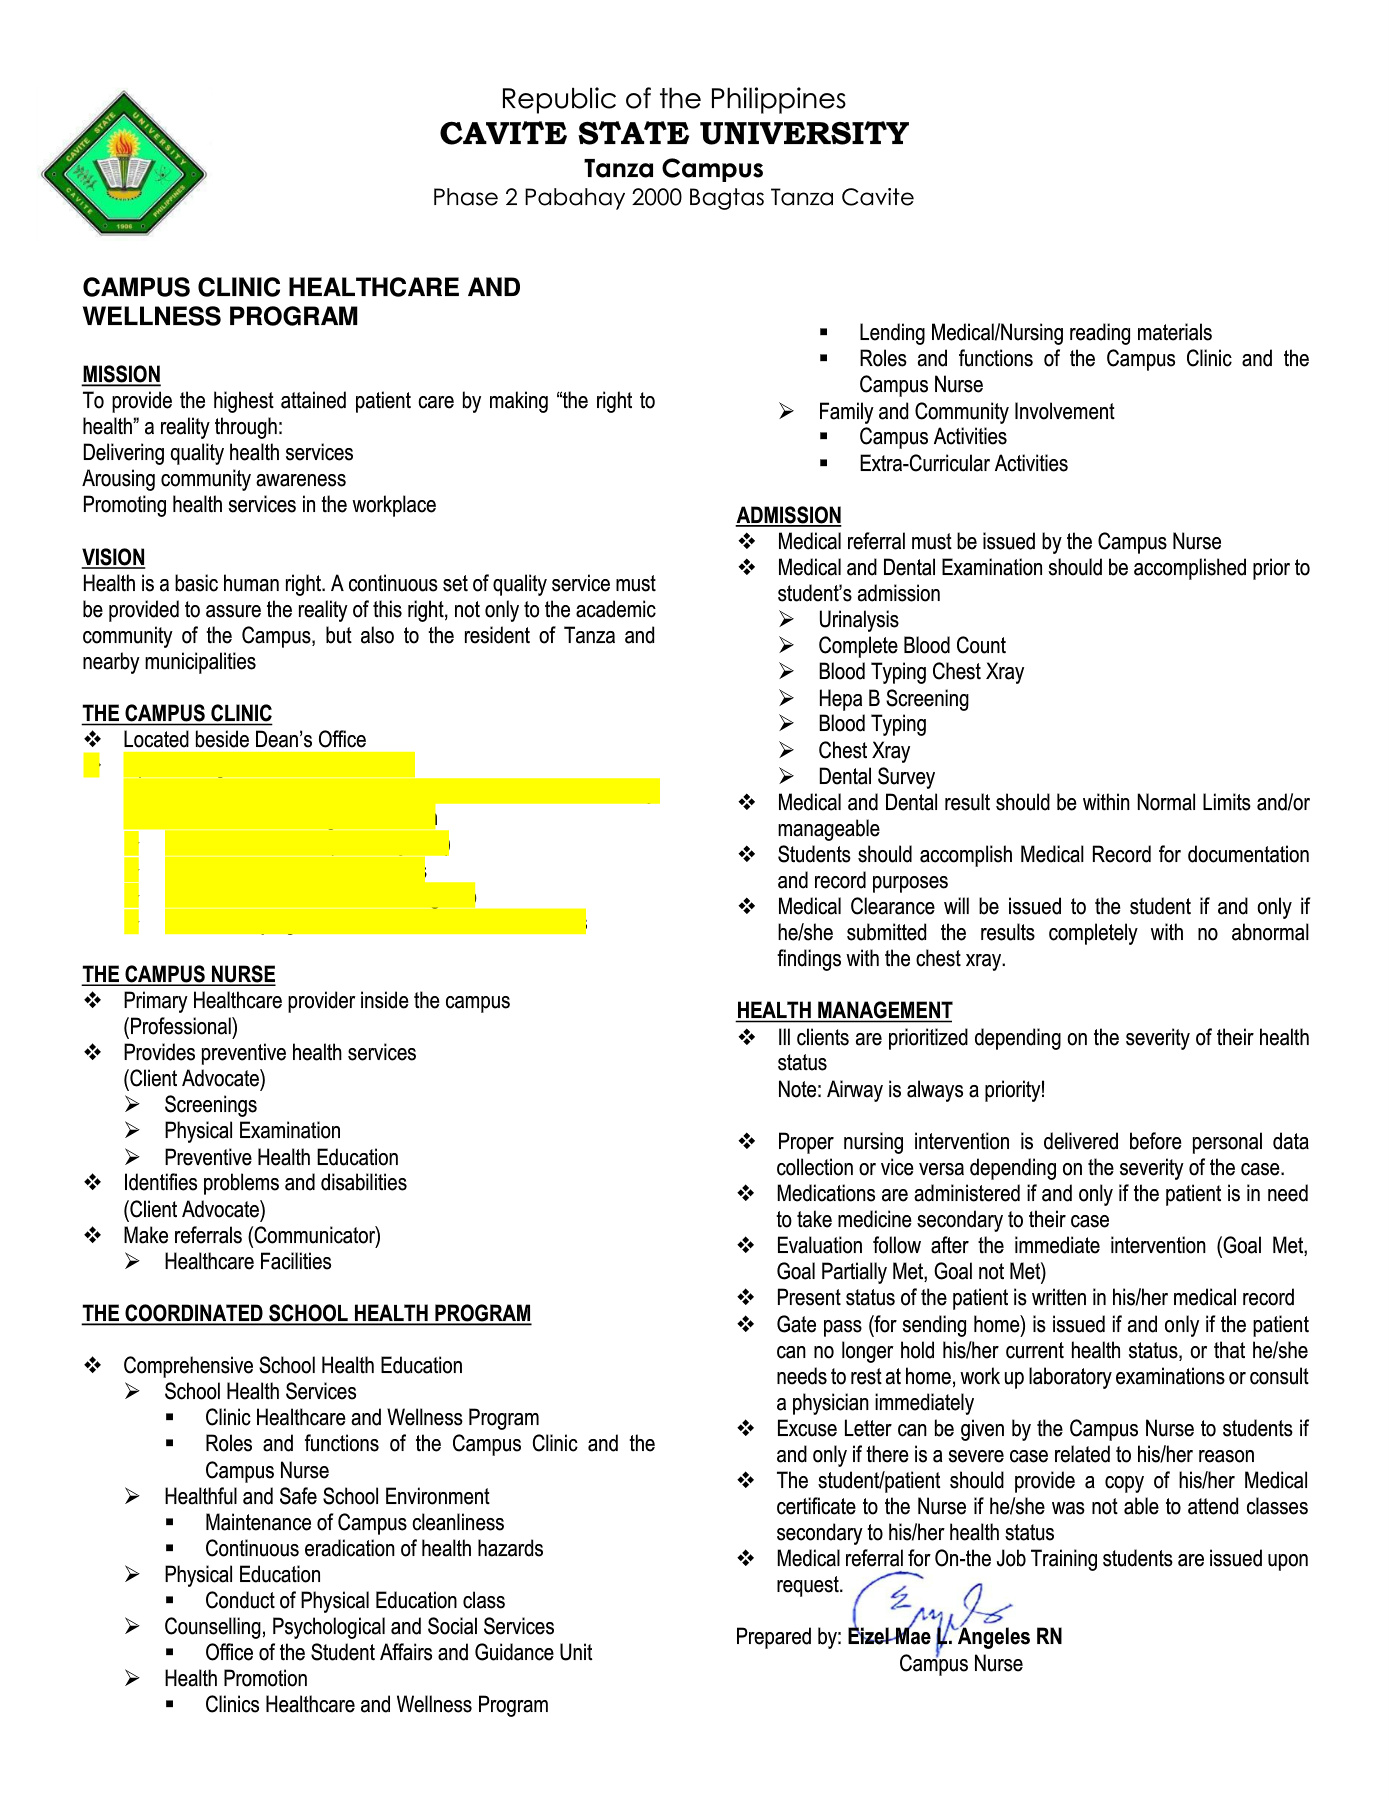 Republic of the Philippines
CAVITE STATE UNIVERSITY
Tanza Campus
Phase 2 Pabahay 2000 Bagtas Tanza Cavite
CAVITE STATE UNIVERSITY
CAVITE
PHILIPPINES
1906
CAMPUS CLINIC HEALTHCARE AND
WELLNESS PROGRAM
MISSION
To provide the highest attained patient care by making “the right to
health” a reality through:
Delivering quality health services
Arousing community awareness
Promoting health services in the workplace
VISION
Health is a basic human right. A continuous set of quality service must
be provided to assure the reality of this right, not only to the academic
community of the Campus, but also to the resident of Tanza and
nearby municipalities
THE CAMPUS CLINIC
❖ Located beside Dean’s Office
THE CAMPUS NURSE
❖ Primary Healthcare provider inside the campus
(Professional)
❖ Provides preventive health services
(Client Advocate)
➢ Screenings
➢ Physical Examination
➢ Preventive Health Education
❖ Identifies problems and disabilities
(Client Advocate)
❖ Make referrals (Communicator)
➢ Healthcare Facilities
THE COORDINATED SCHOOL HEALTH PROGRAM
❖ Comprehensive School Health Education
➢ School Health Services
▪ Clinic Healthcare and Wellness Program
▪ Roles and functions of the Campus Clinic and the
Campus Nurse
➢ Healthful and Safe School Environment
▪ Maintenance of Campus cleanliness
▪ Continuous eradication of health hazards
➢ Physical Education
▪ Conduct of Physical Education class
➢ Counselling, Psychological and Social Services
▪ Office of the Student Affairs and Guidance Unit
➢ Health Promotion
▪ Clinics Healthcare and Wellness Program
▪ Lending Medical/Nursing reading materials
▪ Roles and functions of the Campus Clinic and the
Campus Nurse
➢ Family and Community Involvement
▪ Campus Activities
▪ Extra-Curricular Activities
ADMISSION
❖ Medical referral must be issued by the Campus Nurse
❖ Medical and Dental Examination should be accomplished prior to
student’s admission
➢ Urinalysis
➢ Complete Blood Count
➢ Blood Typing Chest Xray
➢ Hepa B Screening
➢ Blood Typing
➢ Chest Xray
➢ Dental Survey
❖ Medical and Dental result should be within Normal Limits and/or
manageable
❖ Students should accomplish Medical Record for documentation
and record purposes
❖ Medical Clearance will be issued to the student if and only if
he/she submitted the results completely with no abnormal
findings with the chest xray.
HEALTH MANAGEMENT
❖ Ill clients are prioritized depending on the severity of their health
status
Note: Airway is always a priority!
❖ Proper nursing intervention is delivered before personal data
collection or vice versa depending on the severity of the case.
❖ Medications are administered if and only if the patient is in need
to take medicine secondary to their case
❖ Evaluation follow after the immediate intervention (Goal Met,
Goal Partially Met, Goal not Met)
❖ Present status of the patient is written in his/her medical record
❖ Gate pass (for sending home) is issued if and only if the patient
can no longer hold his/her current health status, or that he/she
needs to rest at home, work up laboratory examinations or consult
a physician immediately
❖ Excuse Letter can be given by the Campus Nurse to students if
and only if there is a severe case related to his/her reason
❖ The student/patient should provide a copy of his/her Medical
certificate to the Nurse if he/she was not able to attend classes
secondary to his/her health status
❖ Medical referral for On-the Job Training students are issued upon
request.
Prepared by: Eizel Mae L. Angeles RN
Campus Nurse